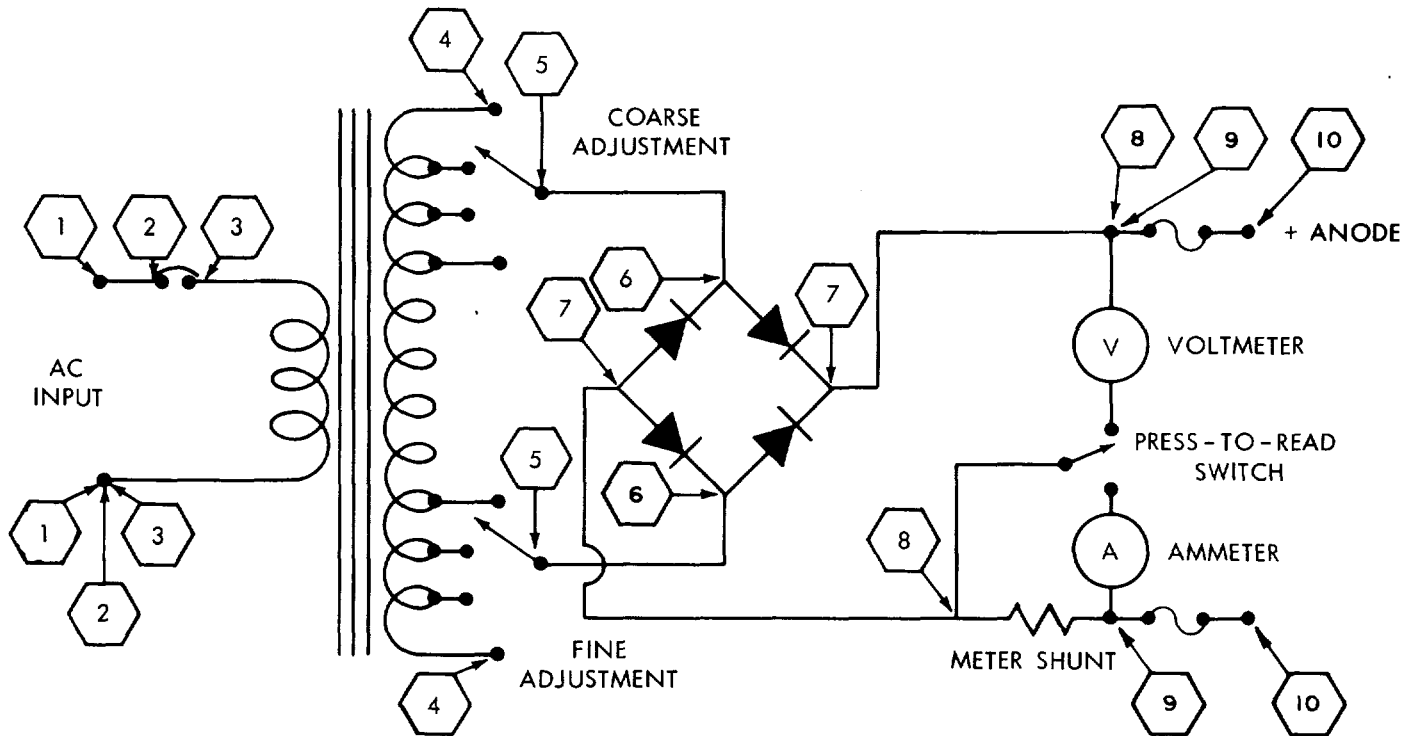 4
5
COARSE
ADJUSTMENT
8
9
10
1
2
3
+ ANODE
6
7
7
V
VOLTMETER
AC
INPUT
PRESS-TO-READ
SWITCH
5
6
1
3
2
8
A
AMMETER
FINE
ADJUSTMENT
METER SHUNT
4
9
10